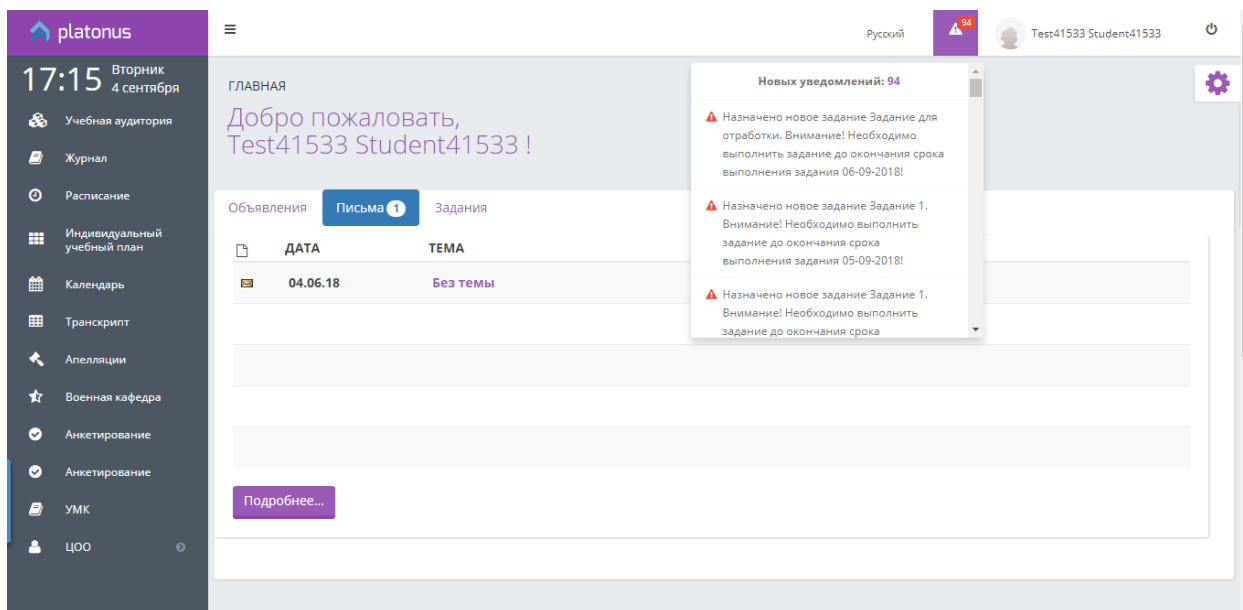 platonus
Русский
94
Test41533 Student41533
17:15
Вторник
4 сентября
Учебная аудитория
Журнал
Расписание
Индивидуальный
учебный план
Календарь
Транскрипт
Апелляции
Военная кафедра
Анкетирование
Анкетирование
УМК
ЦОО
ГЛАВНАЯ
Добро пожаловать,
Test41533 Student41533 !
Объявления Письма 1 Задания
ДАТА ТЕМА
04.06.18 Без темы
Подробнее...
Новых уведомлений: 94
Назначено новое задание Задание для
отработки. Внимание! Необходимо
выполнить задание до окончания срока
выполнения задания 06-09-2018!
Назначено новое задание Задание 1.
Внимание! Необходимо выполнить
задание до окончания срока
выполнения задания 05-09-2018!
Назначено новое задание Задание 1.
Внимание! Необходимо выполнить
задание до окончания срока